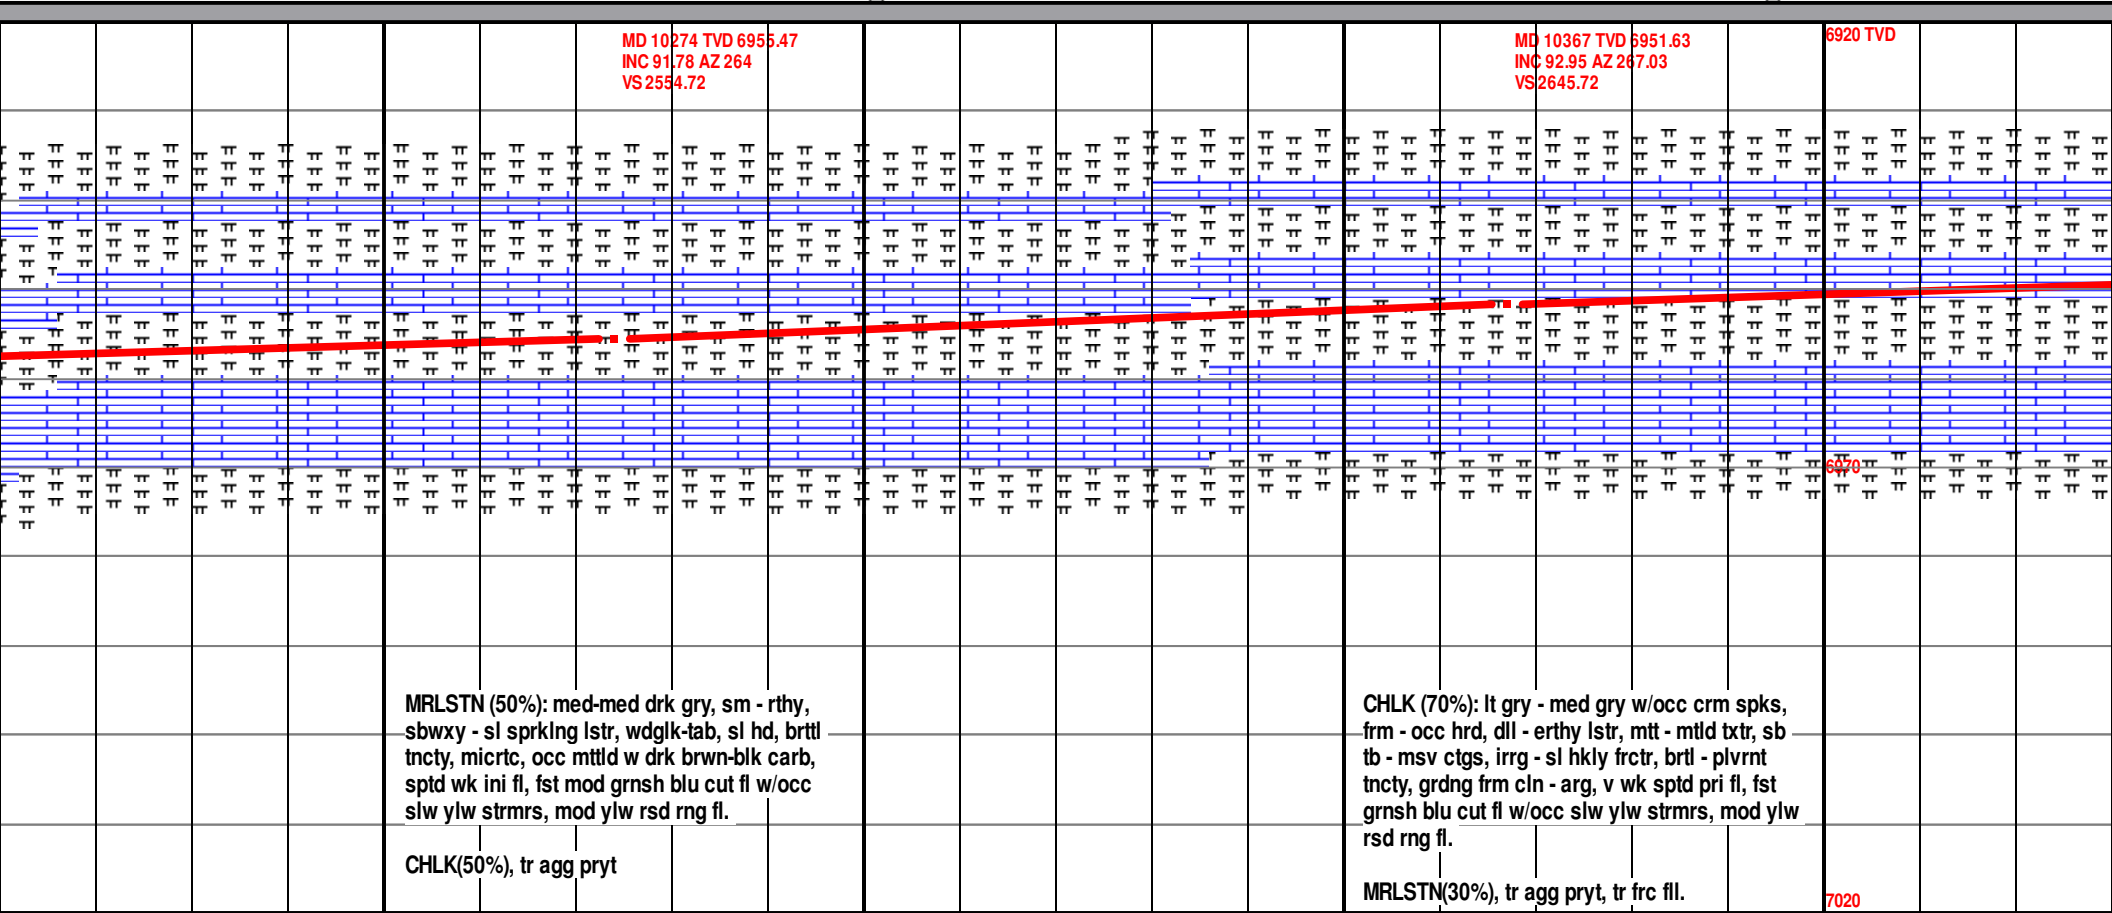 MD 10274 TVD 6955.47
INC 91.78 AZ 264
VS 2554.72
MD 10367 TVD 6951.63
INC 92.95 AZ 267.03
VS 2645.72
6920 TVD
6970
MRLSTN (50%): med-med drk gry, sm - rthy,
sbwxy - sl sprklng lstr, wdglk-tab, sl hd, brttl
tncty, micrtc, occ mttld w drk brwn-blk carb,
sptd wk ini fl, fst mod grnsh blu cut fl w/occ
slw ylw strmrs, mod ylw rsd rng fl.
CHLK(50%), tr agg pryt
CHLK (70%): lt gry - med gry w/occ crm spks,
frm - occ hrd, dll - erthy lstr, mtt - mtld txtr, sb
tb - msv ctgs, irrg - sl hkly frctr, brtl - plvrnt
tncty, grdng frm cln - arg, v wk sptd pri fl, fst
grnsh blu cut fl w/occ slw ylw strmrs, mod ylw
rsd rng fl.
MRLSTN(30%), tr agg pryt, tr frc fll.
7020